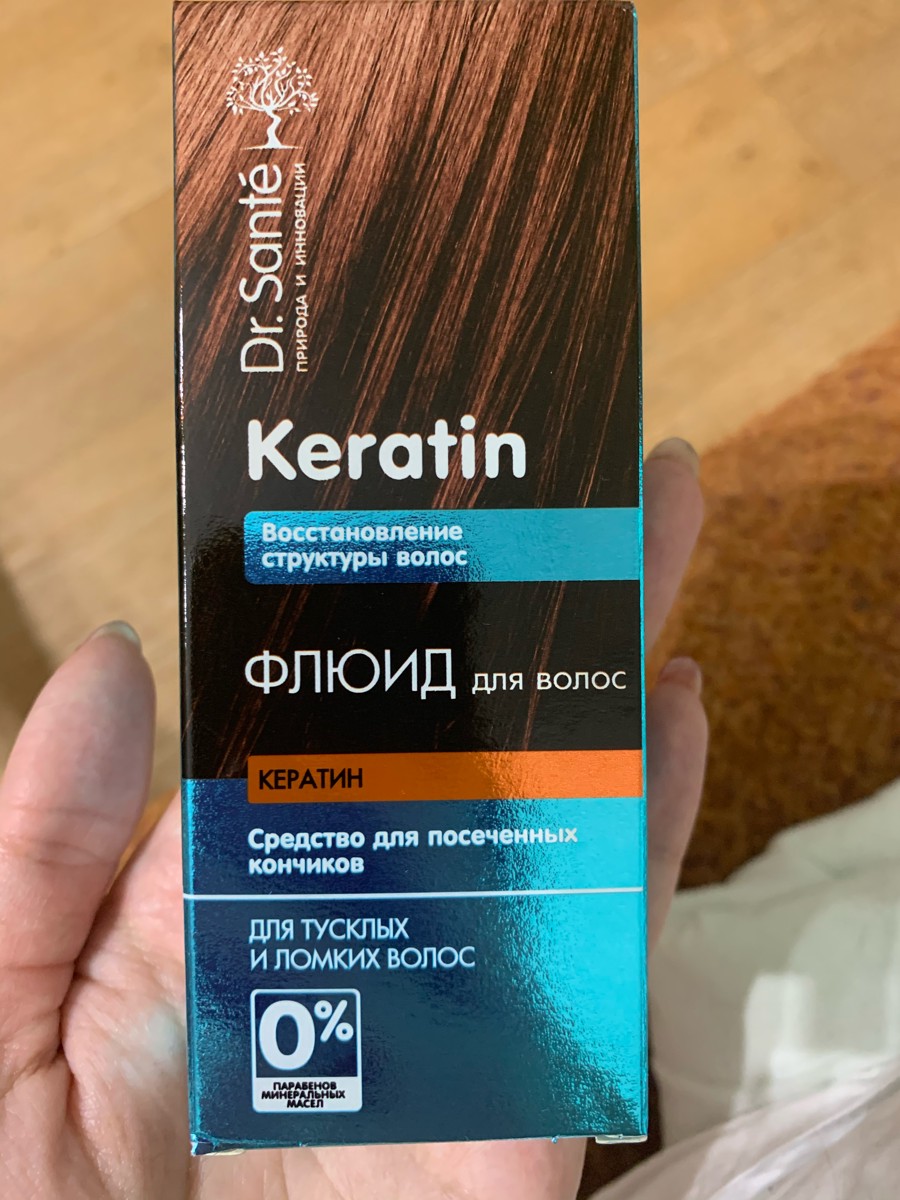 Dr. Santé
ПРИРОДА И ИННОВАЦИИ
Keratin
Восстановление
структуры волос
ФЛЮИД для волос
КЕРАТИН
Средство для посеченных
кончиков
ДЛЯ ТУСКЛЫХ
И ЛОМКИХ ВОЛОС
0%
ПАРАБЕНОВ
МИНЕРАЛЬНЫХ
МАСЕЛ